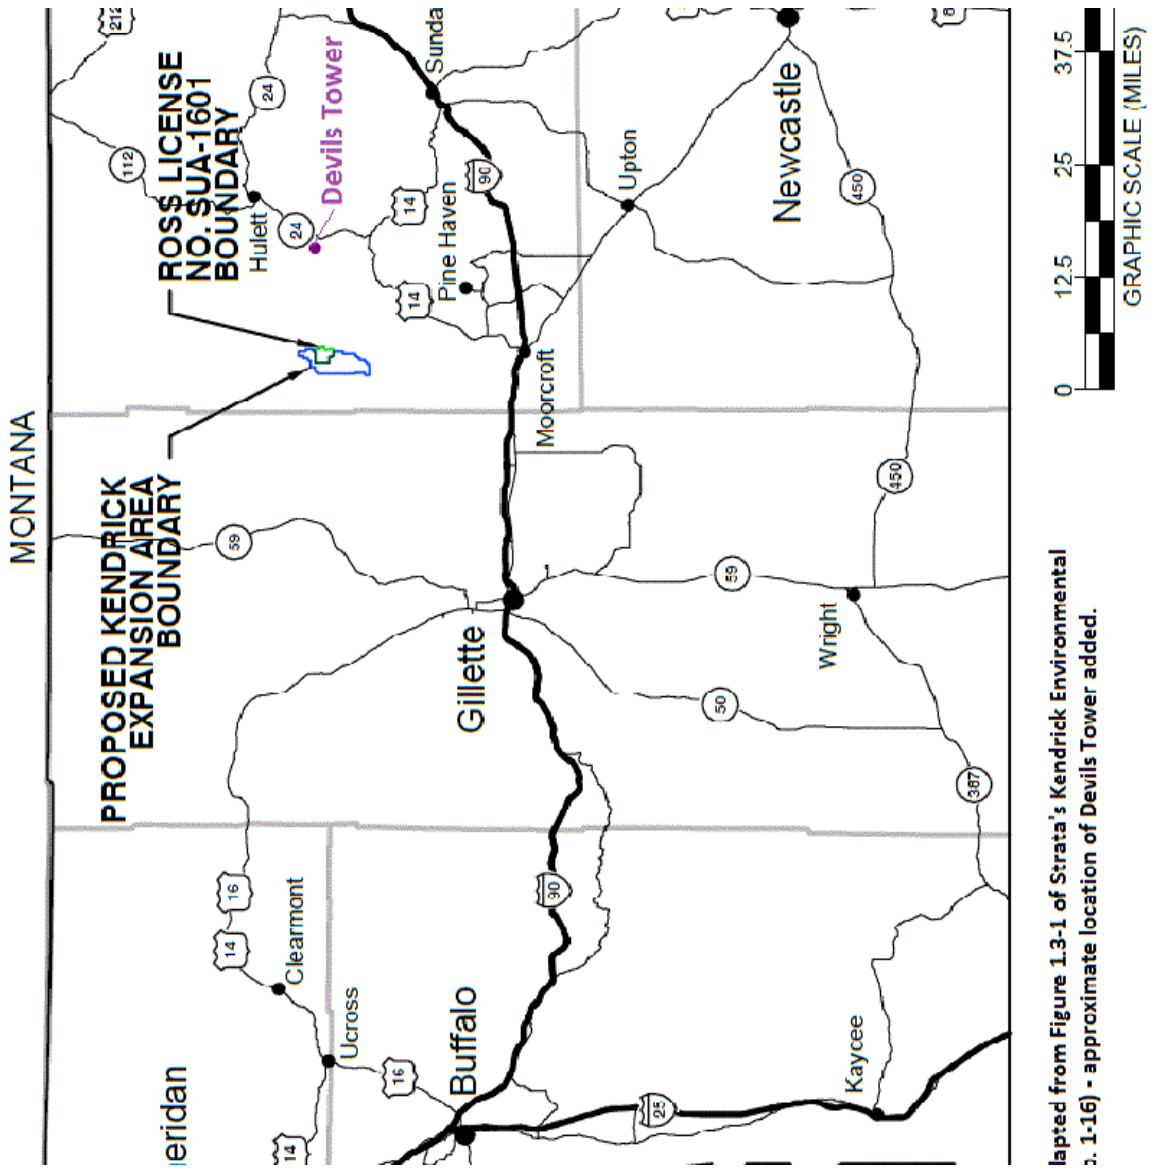 MONTANA
PROPOSED KENDRICK
EXPANSION AREA
BOUNDARY
ROSS LICENSE
NO. SUA-1601
BOUNDARY
212
112
24
Hulett
24
Devils Tower
14
Pine Haven
14
Sunda
90
Moorcroft
Upton
Newcastle
450
450
59
Gillette
59
Wright
50
387
16
14
Clearmont
Ucross
16
14
eridan
Buffalo
90
25
Kaycee
0
12.5
25
37.5
GRAPHIC SCALE (MILES)
dapted from Figure 1.3-1 of Strata's Kendrick Environmental
. 1-16) - approximate location of Devils Tower added.